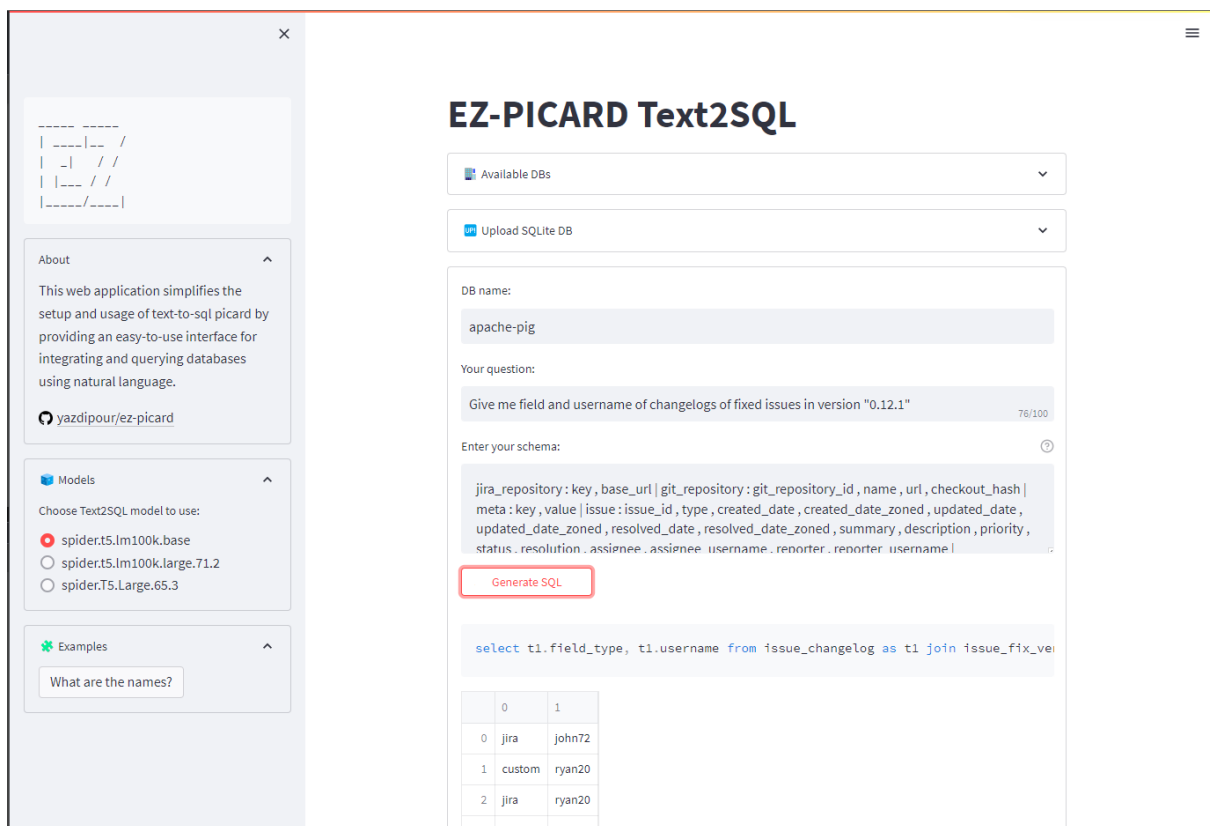 _____ _____
| ____|__  /
|  _|   / /
| |___ / /
|_____/____|
About
This web application simplifies the
setup and usage of text-to-sql picard by
providing an easy-to-use interface for
integrating and querying databases
using natural language.
yazdipour/ez-picard
Models
Choose Text2SQL model to use:
spider.t5.lm100k.base
spider.t5.lm100k.large.71.2
spider.T5.Large.65.3
Examples
What are the names?
EZ-PICARD Text2SQL
Available DBs
UP! Upload SQLite DB
DB name:
apache-pig
Your question:
Give me field and username of changelogs of fixed issues in version "0.12.1"
76/100
Enter your schema:
jira_repository : key , base_url | git_repository : git_repository_id , name , url , checkout_hash |
meta : key , value | issue : issue_id , type , created_date , created_date_zoned , updated_date ,
updated_date_zoned , resolved_date , resolved_date_zoned , summary , description , priority ,
status , resolution , assignee , assignee_username , reporter , reporter_username |
Generate SQL
select t1.field_type, t1.username from issue_changelog as t1 join issue_fix_ve
0 1
0 jira john72
1 custom ryan20
2 jira ryan20